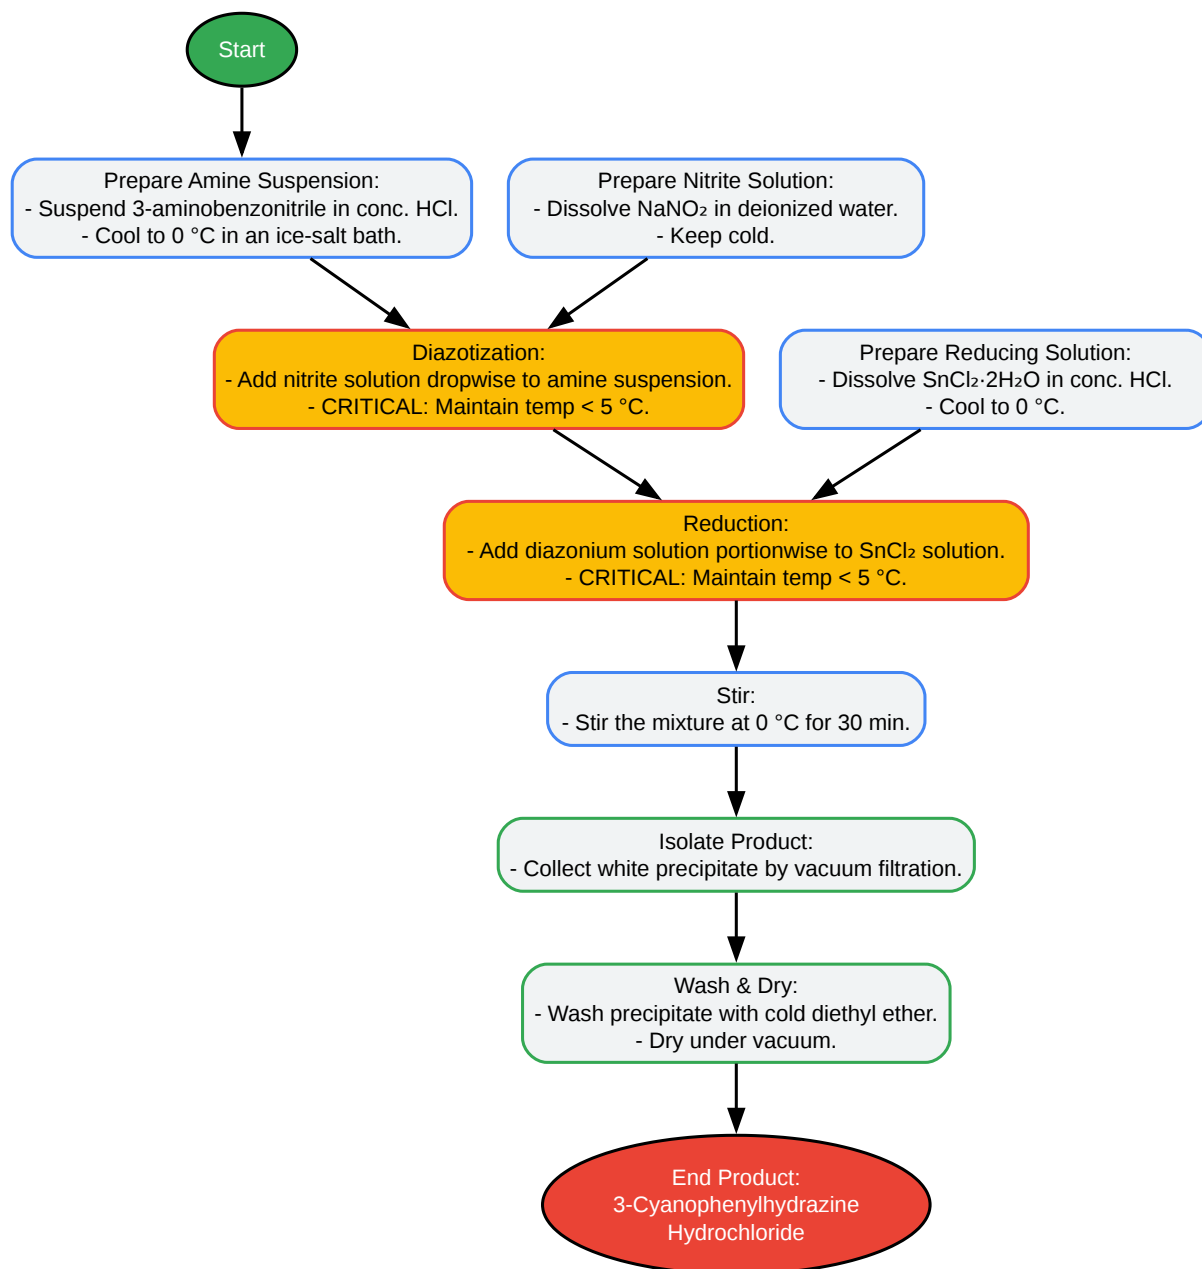 Start
Prepare Amine Suspension:
- Suspend 3-aminobenzonitrile in conc. HCl.
- Cool to 0 °C in an ice-salt bath.
Prepare Nitrite Solution:
- Dissolve NaNO₂ in deionized water.
- Keep cold.
Diazotization:
- Add nitrite solution dropwise to amine suspension.
- CRITICAL: Maintain temp < 5 °C.
Prepare Reducing Solution:
- Dissolve SnCl₂·2H₂O in conc. HCl.
- Cool to 0 °C.
Reduction:
- Add diazonium solution portionwise to SnCl₂ solution.
- CRITICAL: Maintain temp < 5 °C.
Stir:
- Stir the mixture at 0 °C for 30 min.
Isolate Product:
- Collect white precipitate by vacuum filtration.
Wash & Dry:
- Wash precipitate with cold diethyl ether.
- Dry under vacuum.
End Product:
3-Cyanophenylhydrazine
Hydrochloride